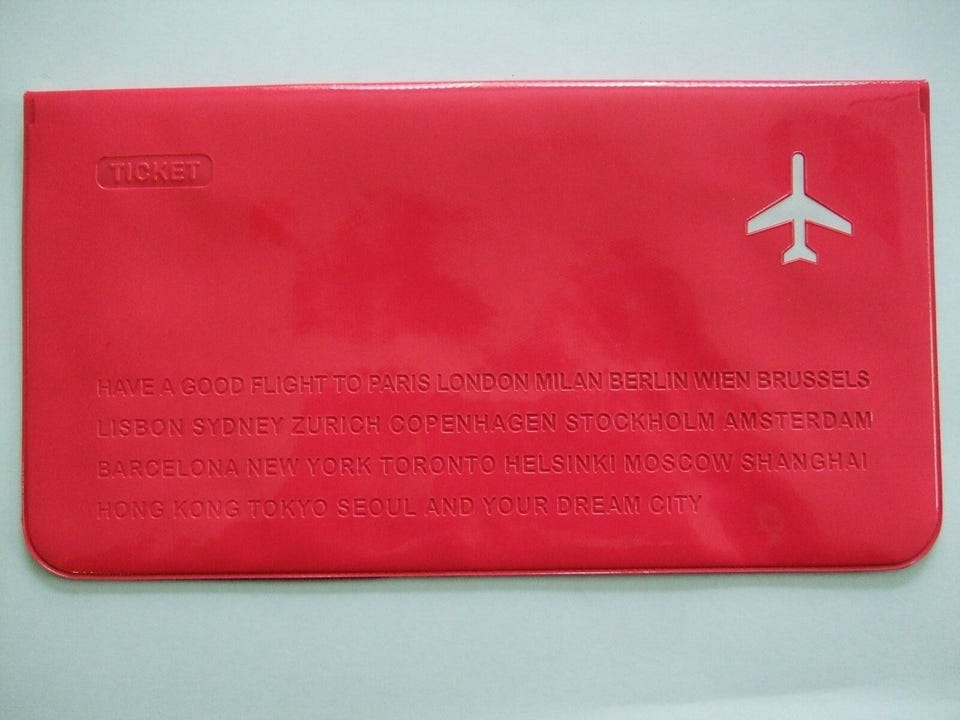 TICKET
HAVE A GOOD FLIGHT TO PARIS LONDON MILAN BERLIN WIEN BRUSSELS
LISBON SYDNEY ZURICH COPENHAGEN STOCKHOLM AMSTERDAM
BARCELONA NEW YORK TORONTO HELSINKI MOSCOW SHANGHAI
HONG KONG TOKYO SEOUL AND YOUR DREAM CITY